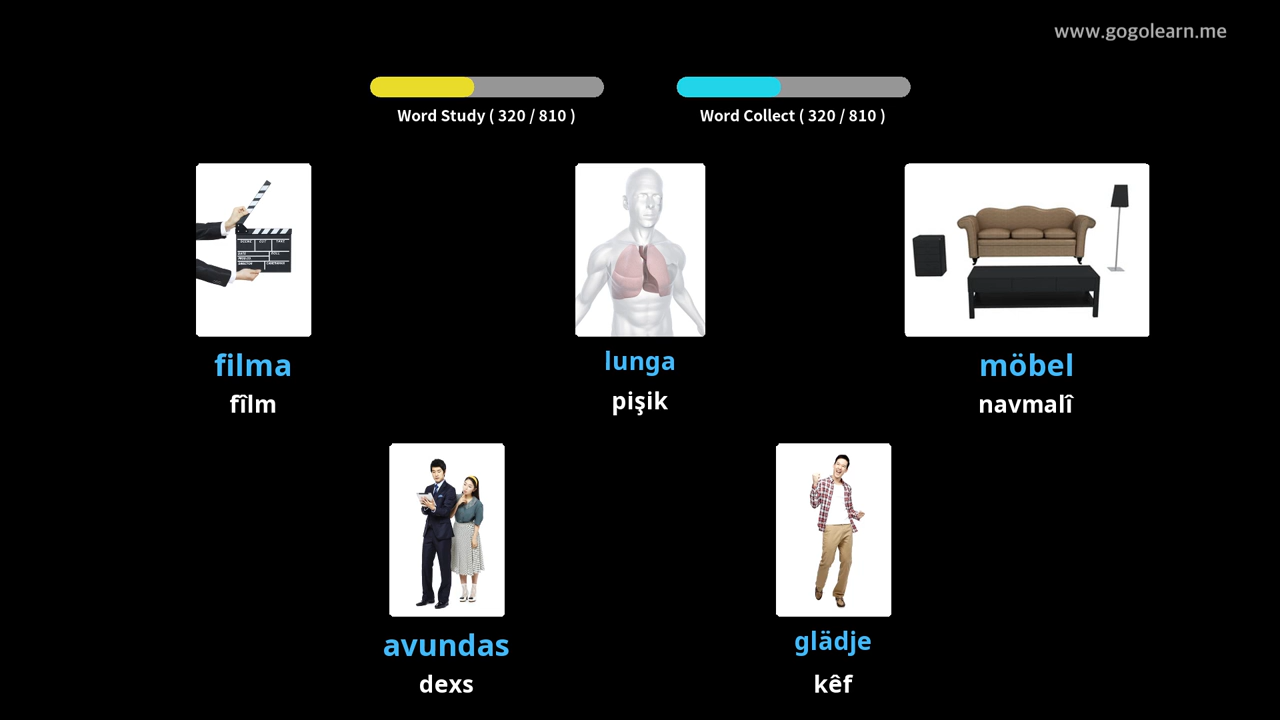 www.gogolearn.me
Word Study ( 320 / 810 )
Word Collect ( 320 / 810 )
filma
fîlm
lunga
pişik
möbel
navmalî
avundas
dexs
glädje
kêf